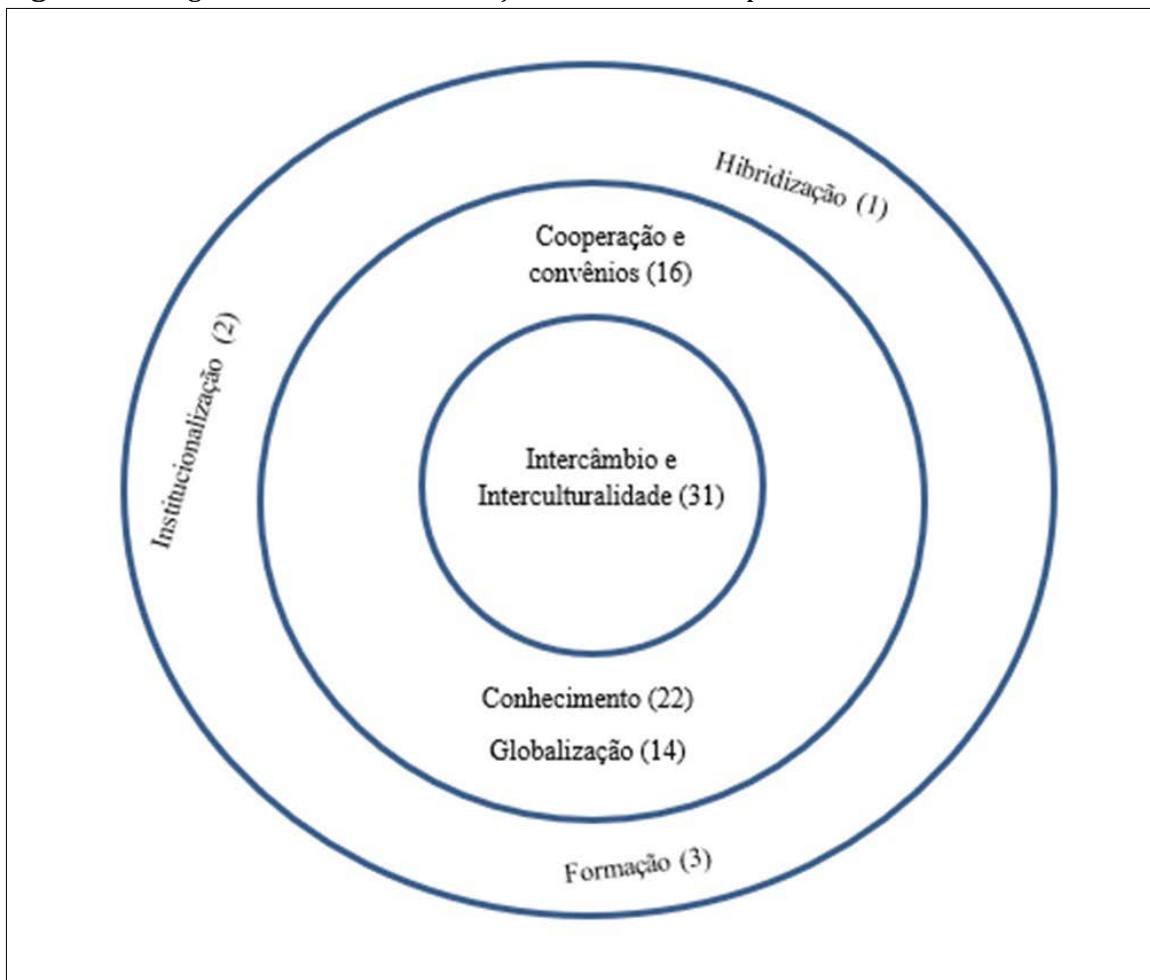 Hibridização (1)
Cooperação e
convênios (16)
Institucionalização (2)
Intercâmbio e
Interculturalidade (31)
Conhecimento (22)
Globalização (14)
Formação (3)